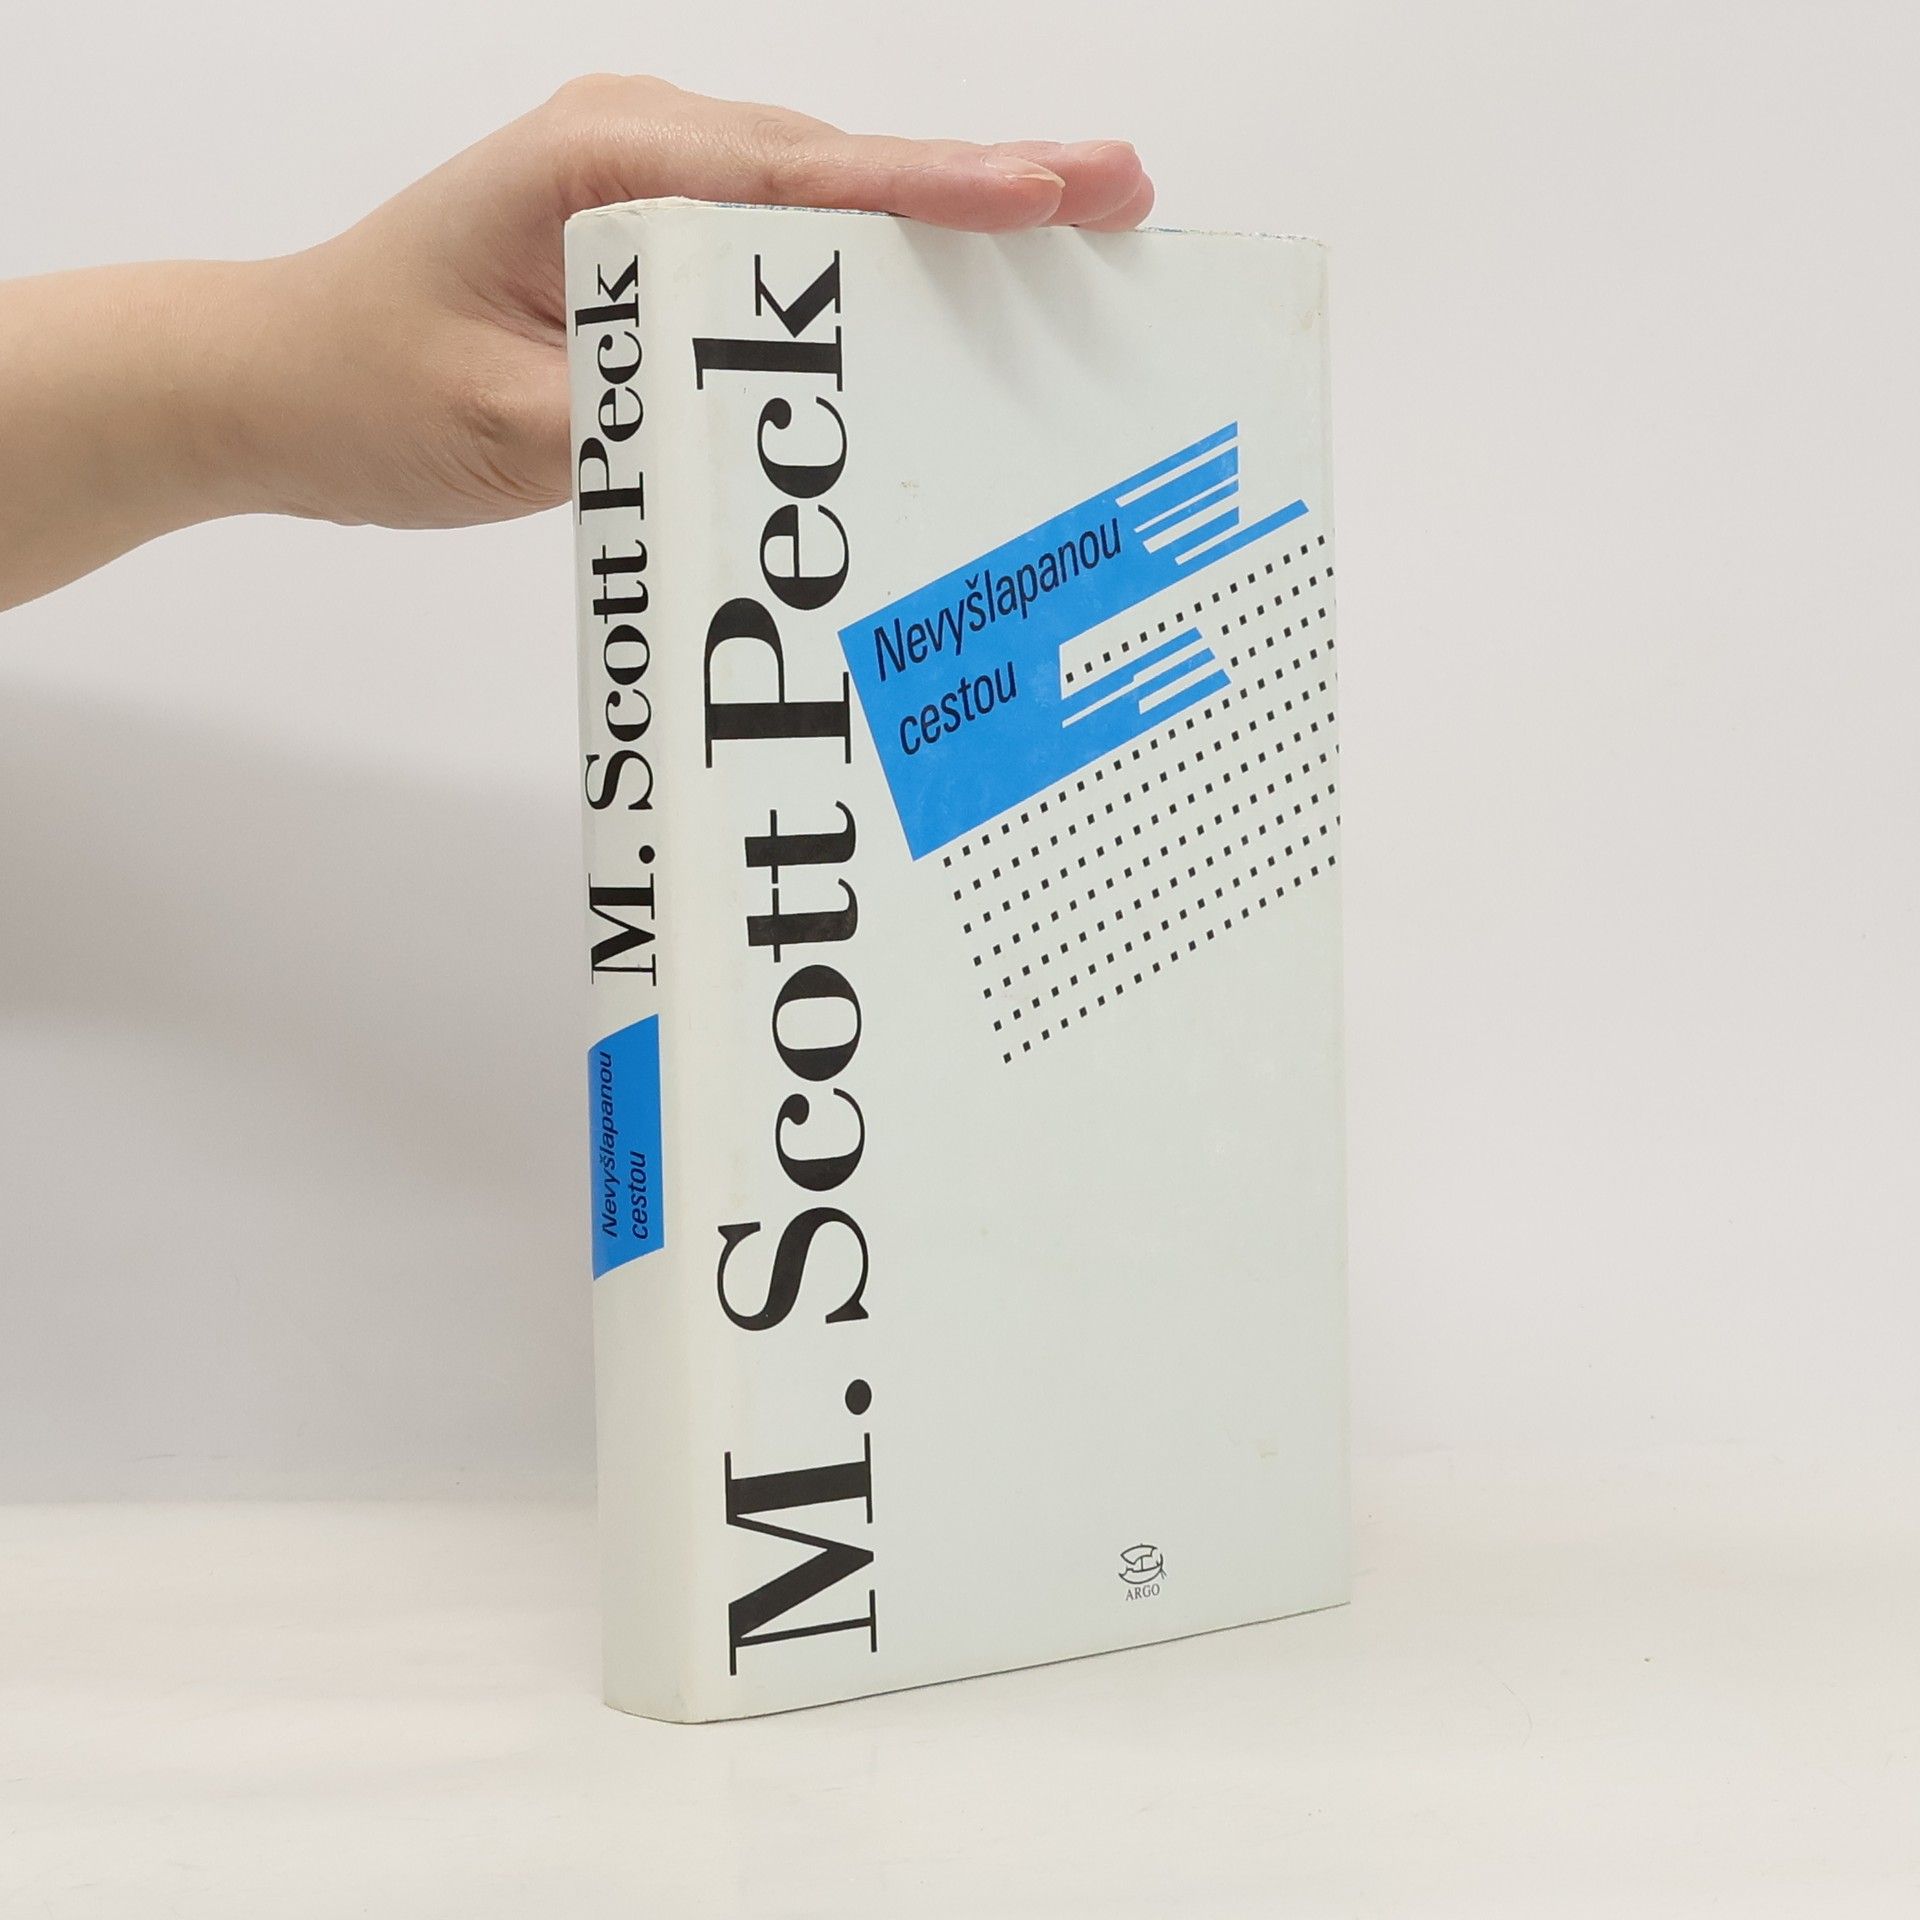 M. Scott Peck
Nevyšlapanou
cestou
M. Scott Peck
Nevyšlapanou
cestou
ARGO